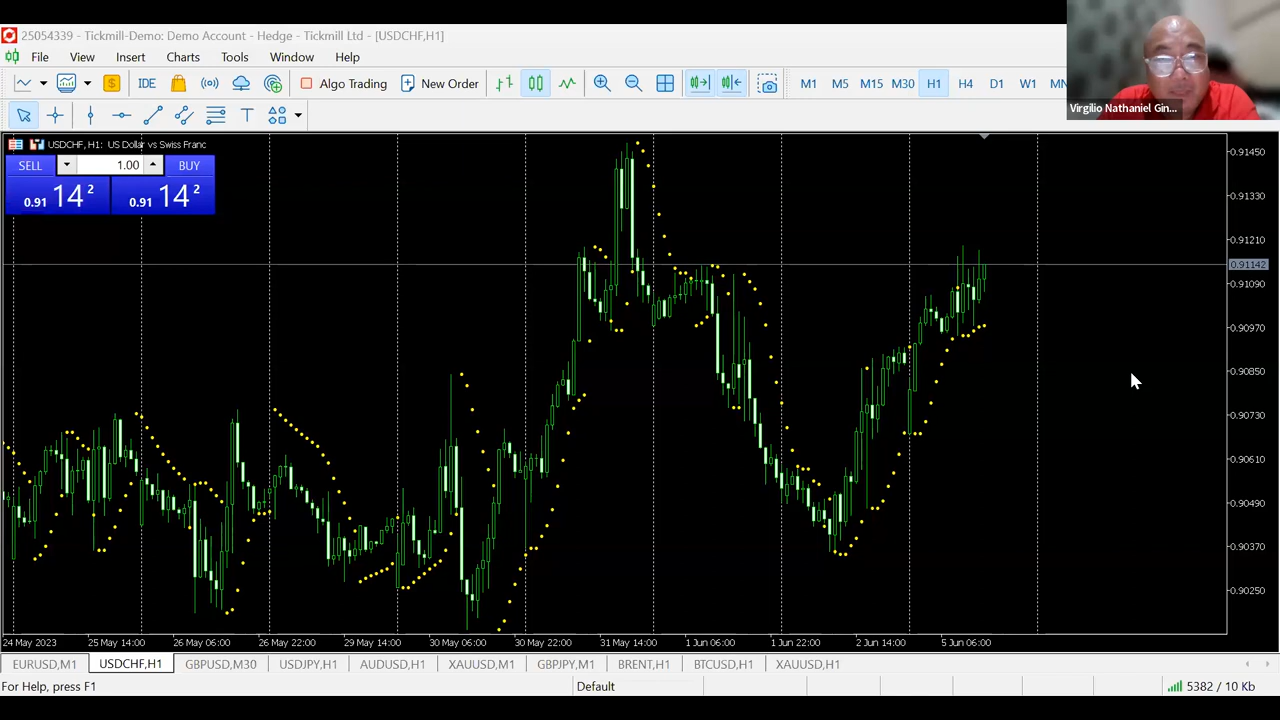 25054339 - Tickmill-Demo: Demo Account - Hedge - Tickmill Ltd - [USDCHF,H1]
File View Insert Charts Tools Window Help
IDE Algo Trading New Order M1 M5 M15 M30 H1 H4 D1 W1 MN
Virgilio Nathaniel Gin...
USDCHF, H1: US Dollar vs Swiss Franc
SELL 1.00 BUY
0.91 14 2 0.91 14 2
0.91450
0.91330
0.91210
0.91142
0.91090
0.90970
0.90850
0.90730
0.90610
0.90490
0.90370
0.90250
24 May 2023 25 May 14:00 26 May 06:00 26 May 22:00 29 May 14:00 30 May 06:00 30 May 22:00 31 May 14:00 1 Jun 06:00 1 Jun 22:00 2 Jun 14:00 5 Jun 06:00
EURUSD,M1 USDCHF,H1 GBPUSD,M30 USDJPY,H1 AUDUSD,H1 XAUUSD,M1 GBPJPY,M1 BRENT,H1 BTCUSD,H1 XAUUSD,H1
For Help, press F1 Default 5382 / 10 Kb